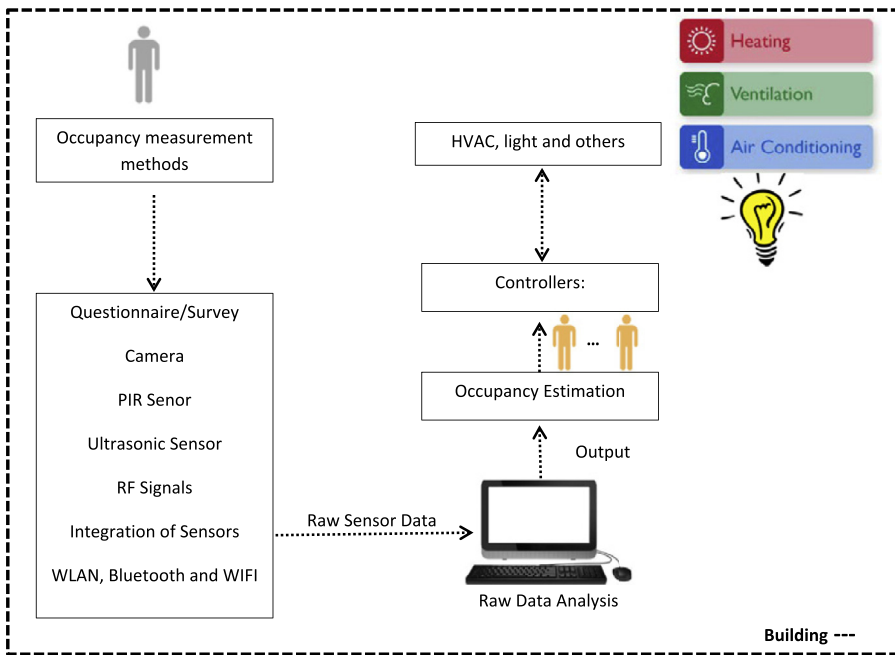 Occupancy measurement
methods
Questionnaire/Survey
Camera
PIR Senor
Ultrasonic Sensor
RF Signals
Integration of Sensors
WLAN, Bluetooth and WIFI
Raw Sensor Data
Raw Data Analysis
Output
Occupancy Estimation
...
Controllers:
HVAC, light and others
Heating
Ventilation
Air Conditioning
Building ---